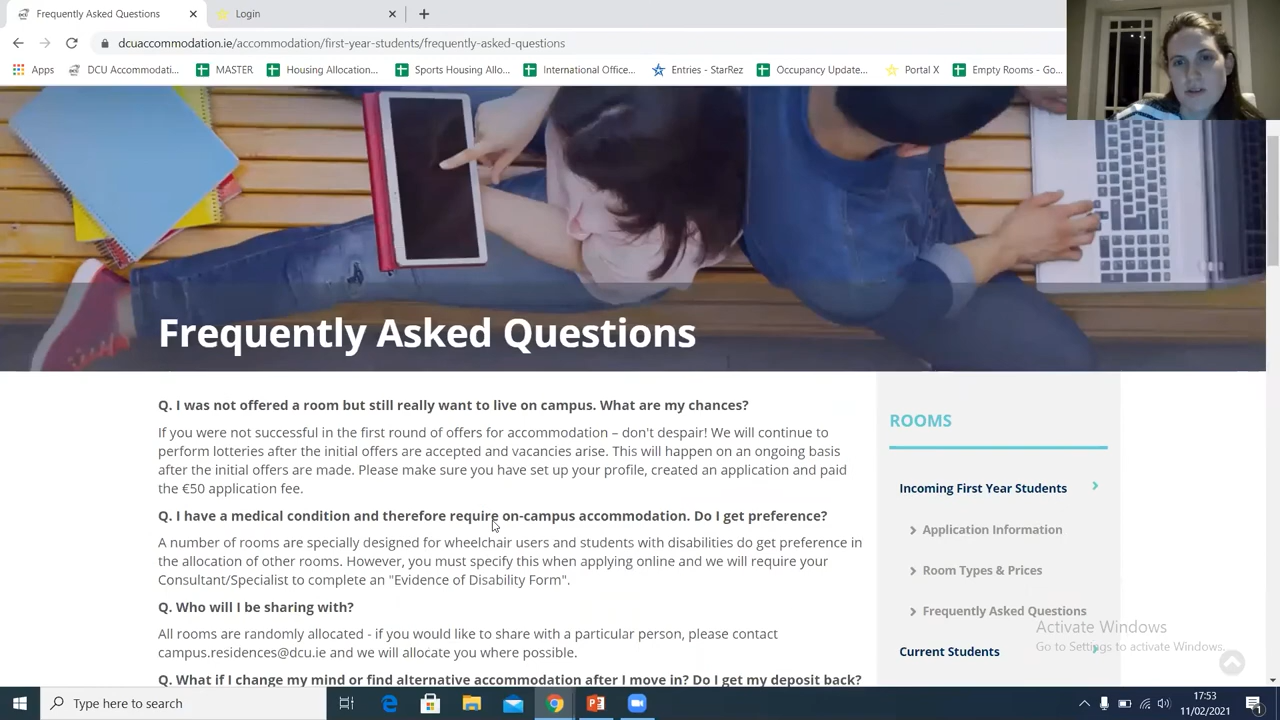 Frequently Asked Questions
Login
dcuaccommodation.ie/accommodation/first-year-students/frequently-asked-questions
Apps
DCU Accommodati...
MASTER
Housing Allocation...
Sports Housing Allo...
International Office...
Entries - StarRez
Occupancy Update...
Portal X
Empty Rooms - Go...
Frequently Asked Questions
Q. I was not offered a room but still really want to live on campus. What are my chances?
If you were not successful in the first round of offers for accommodation – don't despair! We will continue to
perform lotteries after the initial offers are accepted and vacancies arise. This will happen on an ongoing basis
after the initial offers are made. Please make sure you have set up your profile, created an application and paid
the €50 application fee.
Q. I have a medical condition and therefore require on-campus accommodation. Do I get preference?
A number of rooms are specially designed for wheelchair users and students with disabilities do get preference in
the allocation of other rooms. However, you must specify this when applying online and we will require your
Consultant/Specialist to complete an "Evidence of Disability Form".
Q. Who will I be sharing with?
All rooms are randomly allocated - if you would like to share with a particular person, please contact
campus.residences@dcu.ie and we will allocate you where possible.
Q. What if I change my mind or find alternative accommodation after I move in? Do I get my deposit back?
ROOMS
Incoming First Year Students
Application Information
Room Types & Prices
Frequently Asked Questions
Current Students
Activate Windows
Go to Settings to activate Windows.
Type here to search
17:53
11/02/2021